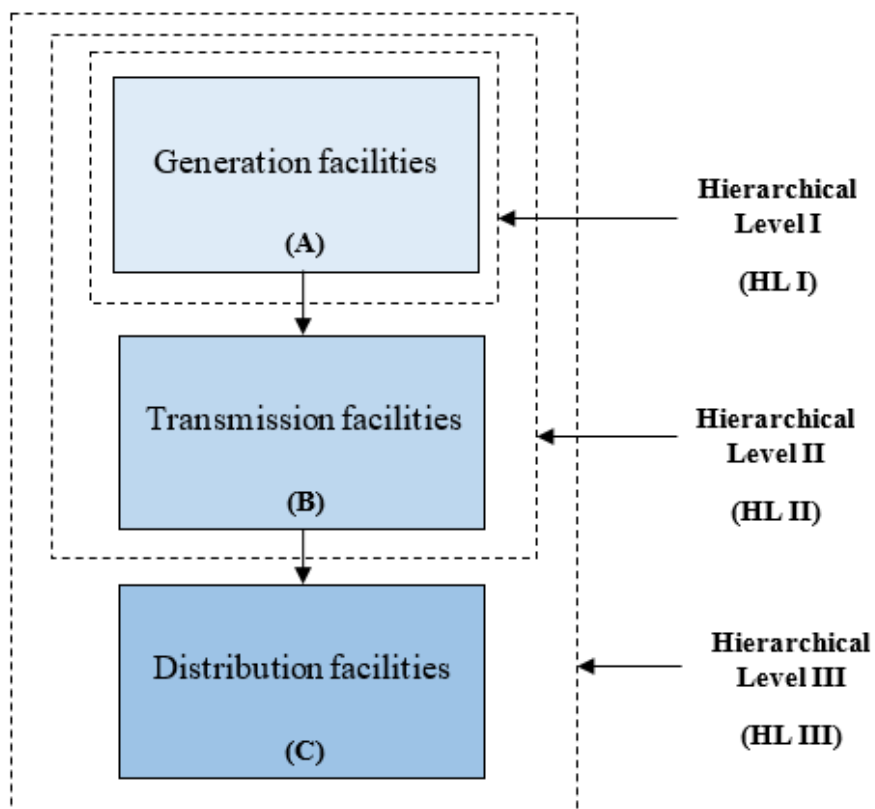 Generation facilities
(A)
Hierarchical
Level I
(HL I)
Transmission facilities
(B)
Hierarchical
Level II
(HL II)
Distribution facilities
(C)
Hierarchical
Level III
(HL III)